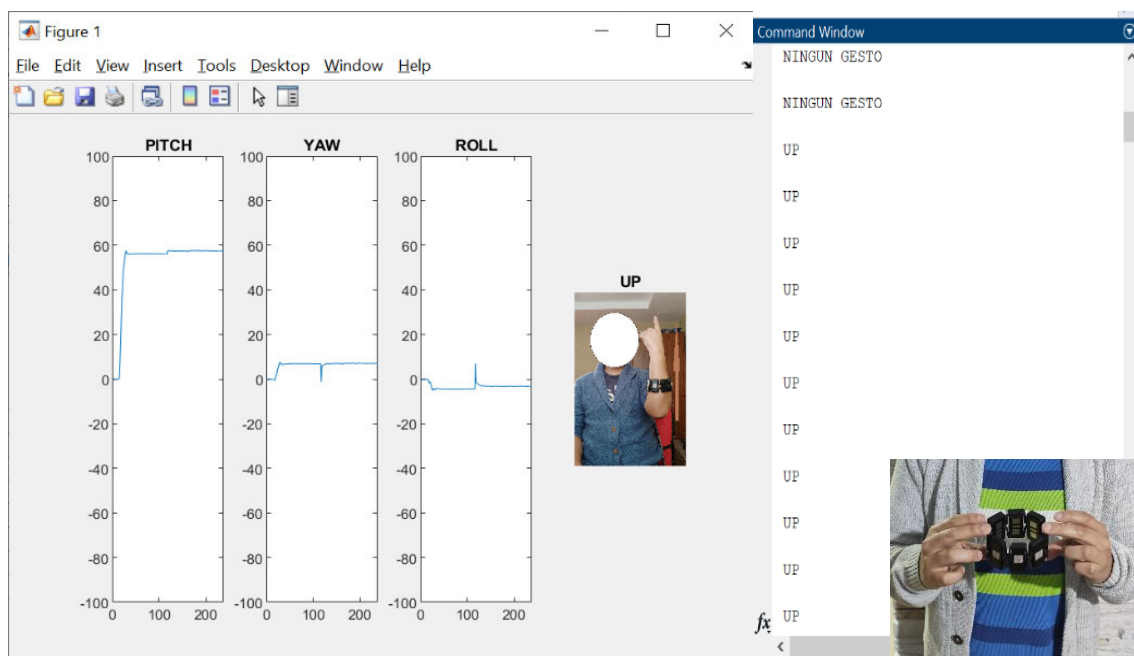 Figure 1
File Edit View Insert Tools Desktop Window Help
PITCH
YAW
ROLL
100
80
60
40
20
0
-20
-40
-60
-80
-100
0 100 200
100
80
60
40
20
0
-20
-40
-60
-80
-100
0 100 200
100
80
60
40
20
0
-20
-40
-60
-80
-100
0 100 200
UP
Command Window
NINGUN GESTO
NINGUN GESTO
UP
UP
UP
UP
UP
UP
UP
UP
UP
UP
fx UP